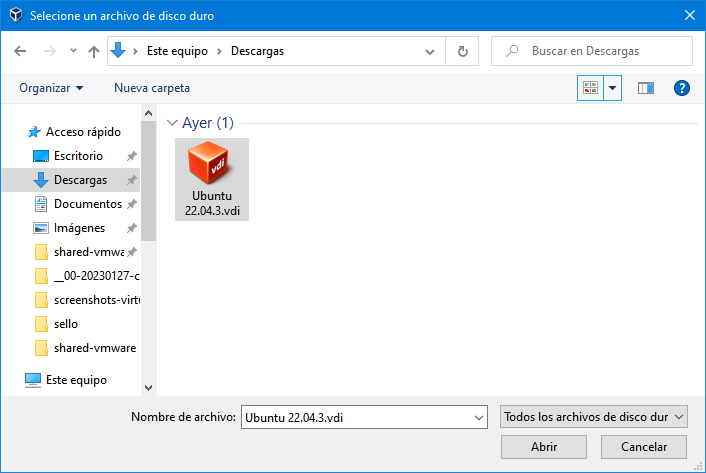 Selecione un archivo de disco duro
Este equipo Descargas
Buscar en Descargas
Organizar
Nueva carpeta
?
Acceso rápido
Escritorio
Descargas
Documentos
Imágenes
shared-vmwa
__00-20230127-c
screenshots-virtu
sello
shared-vmware
Este equipo
Ayer (1)
vdi
Ubuntu
22.04.3.vdi
Nombre de archivo:
Ubuntu 22.04.3.vdi
Todos los archivos de disco dur
Abrir
Cancelar